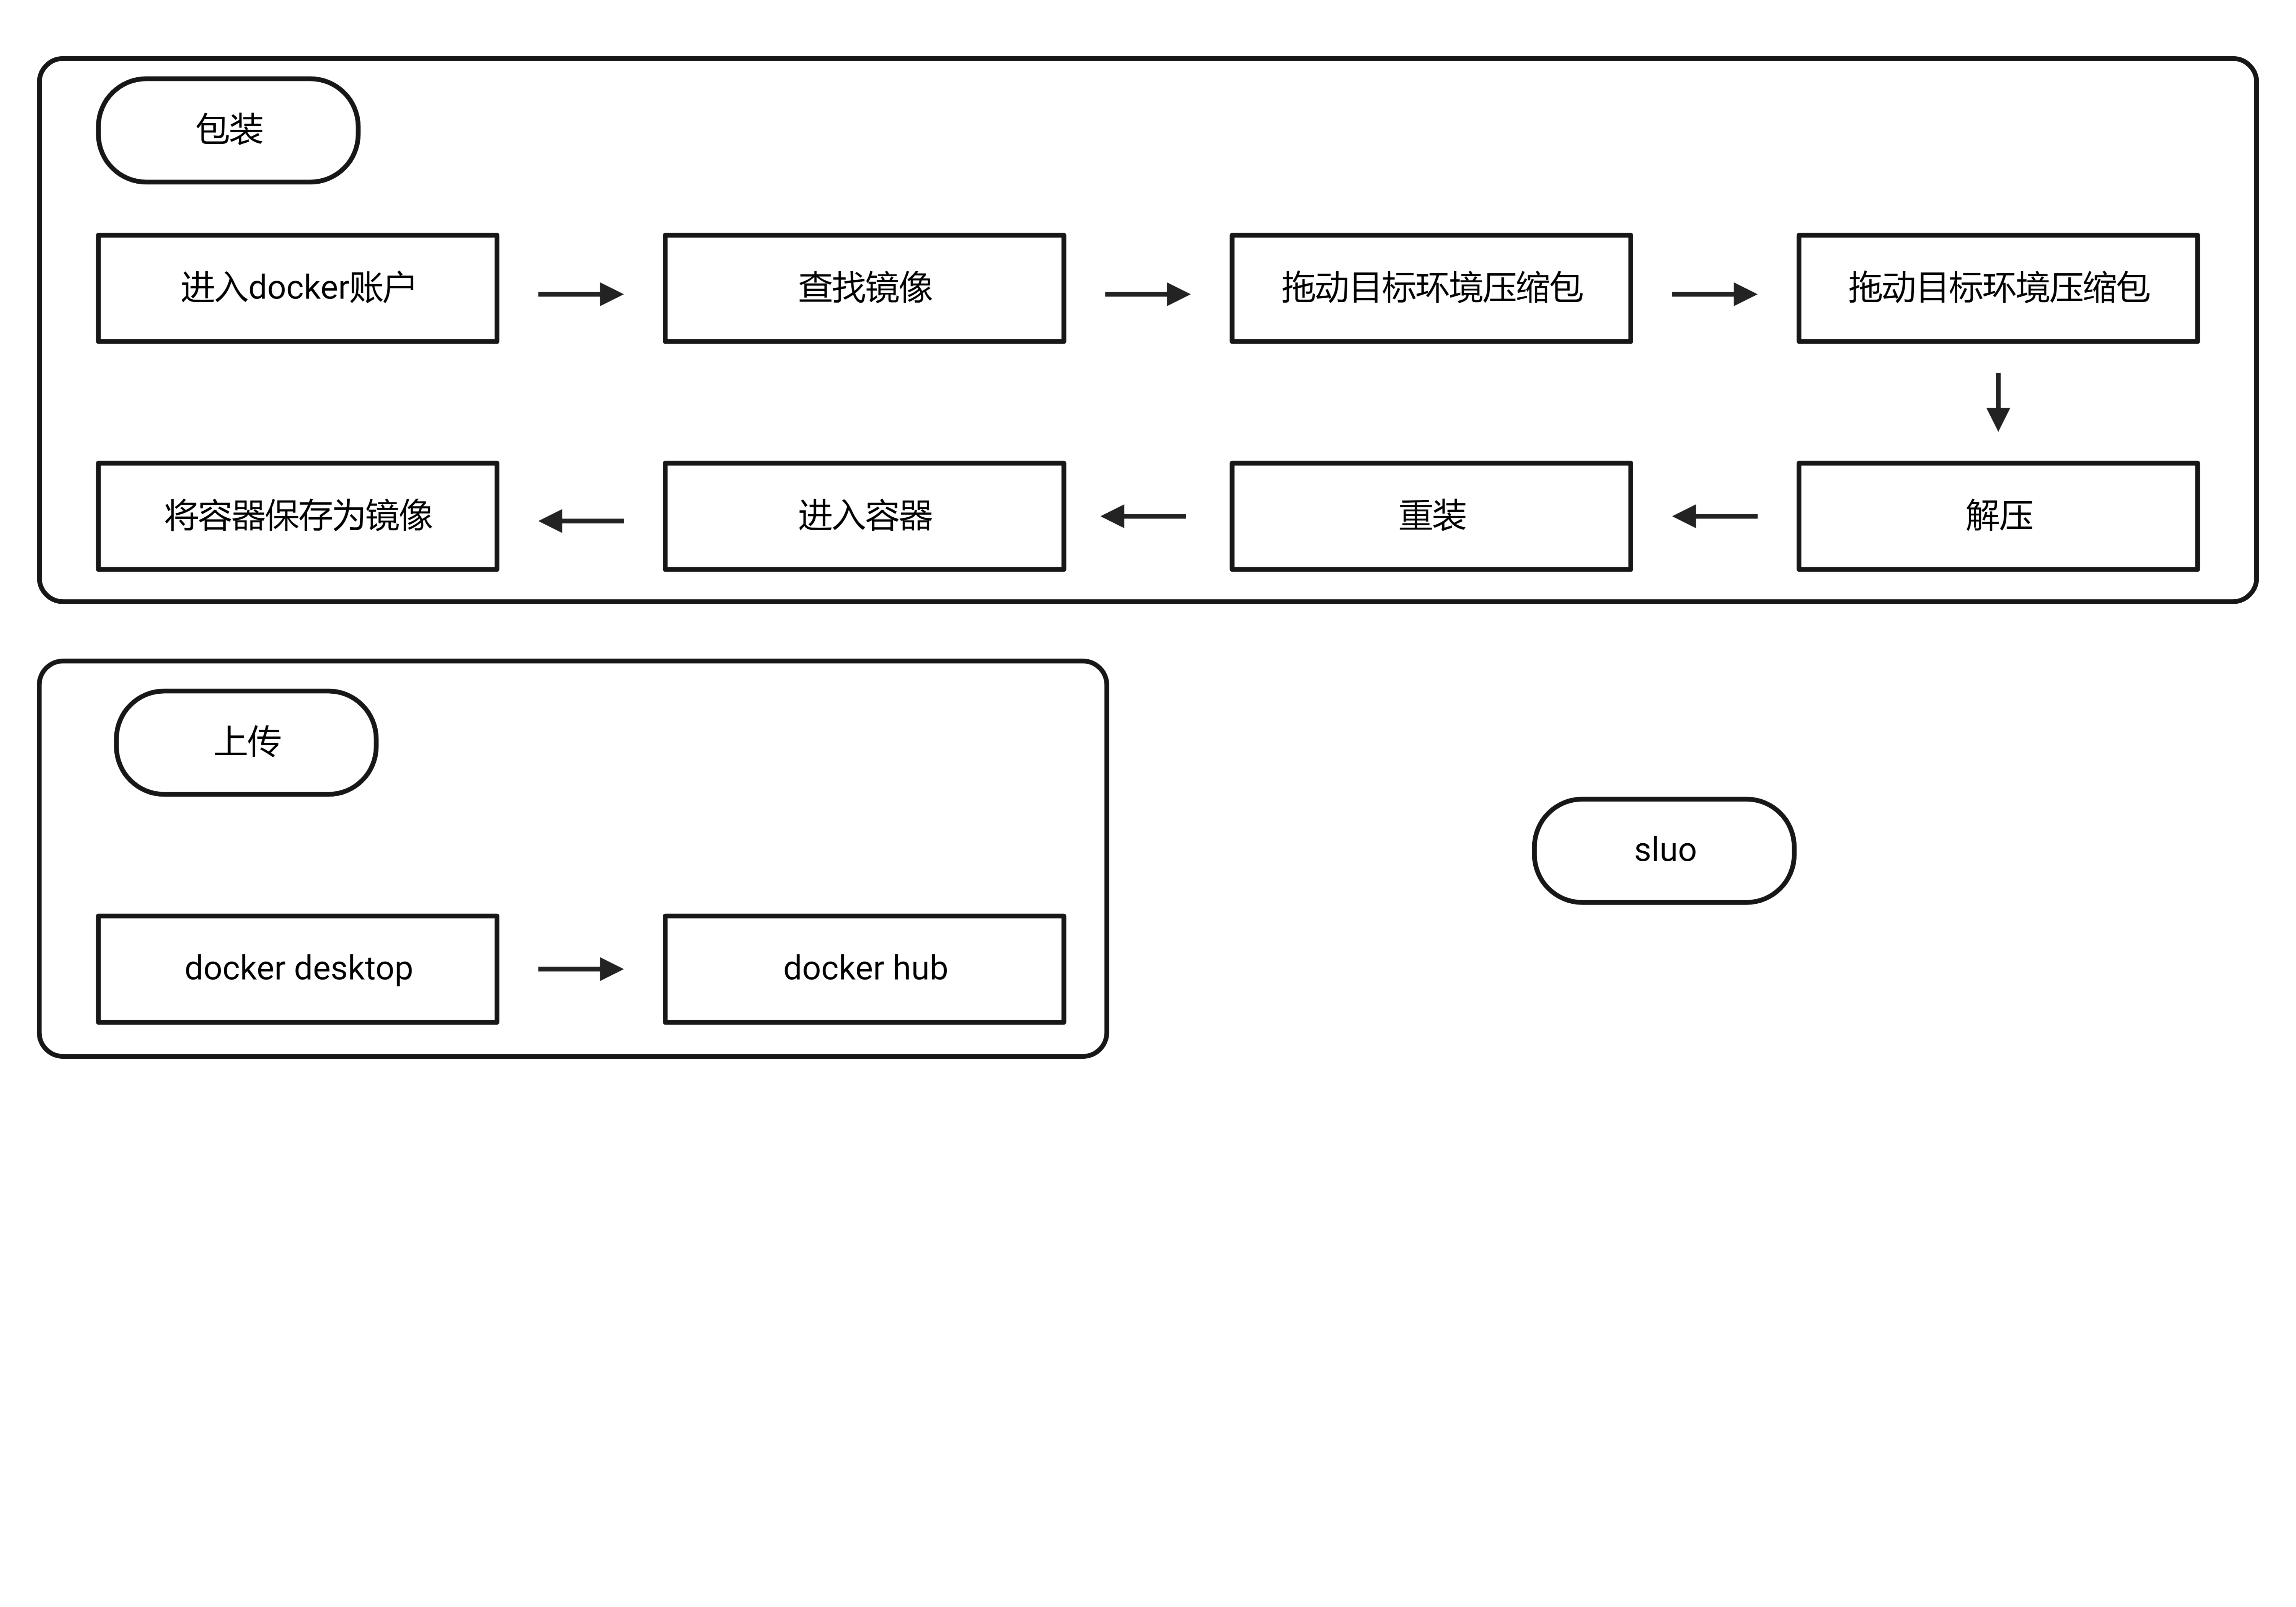 包装
进入docker账户
查找镜像
拖动目标环境压缩包
拖动目标环境压缩包
将容器保存为镜像
进入容器
重装
解压
上传
sluo
docker desktop
docker hub